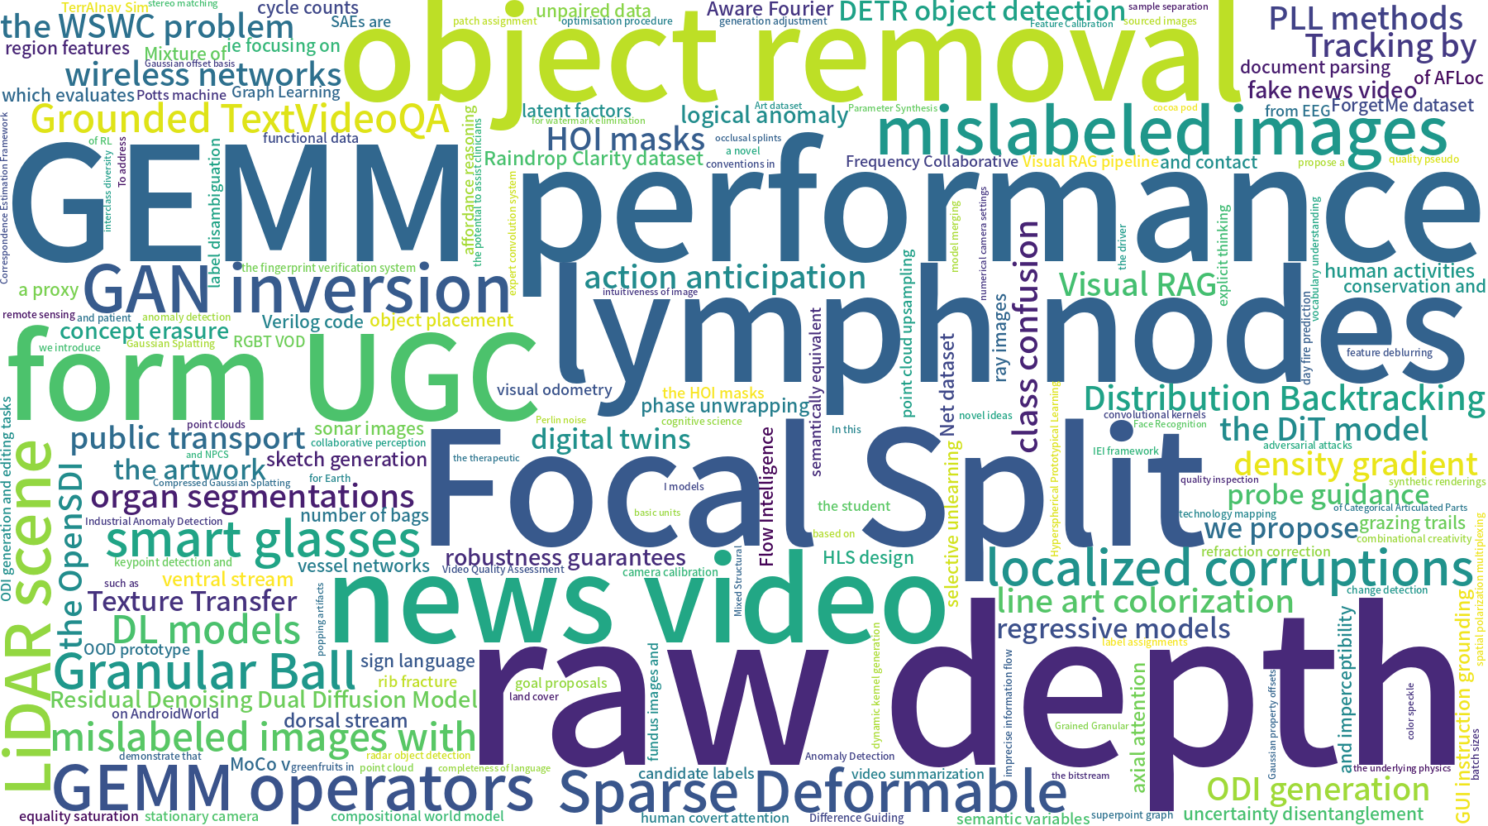 TerrAInav Sim
stereo matching
the WSWC problem
cycle counts
SAEs are
object removal
patch assignment
unpaired data
optimisation procedure
Aware Fourier
generation adjustment
DETR object detection
Feature Calibration
sample separation
sourced images
PLL methods
Tracking by
region features
Mixture of
ie focusing on
Gaussian offset basis
wireless networks
document parsing
of AFLoc
fake news video
which evaluates
Potts machine
Graph Learning
from EEG
ForgetMe dataset
Grounded TextVideoQA
latent factors
for watermark elimination
logical anomaly
Art dataset
Parameter Synthesis
cocoa pod
mislabeled images
Correspondence Estimation Framework
of RL
interclass diversity
To address
label disambiguation
functional data
affordance reasoning
the potential to assist clinicians
HOI masks
occlusal splints
a novel
conventions in
Raindrop Clarity dataset
Frequency Collaborative
Visual RAG pipeline
and contact
propose a
quality pseudo
GEMM performance
expert convolution system
model merging
numerical camera settings
the driver
explicit thinking
vocabulary understanding
the fingerprint verification system
a proxy
GAN inversion
action anticipation
intuitiveness of image
point cloud upsampling
class confusion
Visual RAG
human activities
conservation and
day fire prediction
remote sensing
and patient
anomaly detection
Verilog code
object placement
lymph nodes
concept erasure
we introduce
Gaussian Splatting
RGBT VOD
semantically equivalent
ray images
Net dataset
feature deblurring
form UGC
visual odometry
the HOI masks
phase unwrapping
Perlin noise
cognitive science
In this
novel ideas
Hyperspherical Prototypical Learning
Distribution Backtracking
convolutional kernels
Face Recognition
the DiT model
adversarial attacks
IEI framework
ODI generation and editing tasks
point clouds
sonar images
public transport
collaborative perception
digital twins
and NPCS
the artwork
sketch generation
for Earth
the therapeutic
Compressed Gaussian Splatting
Focal Split
I models
Flow Intelligence
selective unlearning
quality inspection
density gradient
synthetic renderings
LiDAR scene
the OpenSDI
organ segmentations
number of bags
basic units
the student
based on
probe guidance
of Categorical Articulated Parts
technology mapping
Industrial Anomaly Detection
we propose
grazing trails
combinational creativity
smart glasses
keypoint detection and
vessel networks
robustness guarantees
Video Quality Assessment
camera calibration
Mixed Structural
HLS design
refraction correction
localized corruptions
spatial polarization multiplexing
such as
ventral stream
Texture Transfer
popping artifacts
news video
line art colorization
change detection
DL models
regressive models
label assignments
and imperceptibility
GUI instruction grounding
OOD prototype
Granular Ball
sign language
rib fracture
goal proposals
land cover
fundus images and
dynamic kernel generation
imprecise information flow
raw depth
Grained Granular
axial attention
Gaussian property offsets
color speckle
batch sizes
Residual Denoising Dual Diffusion Model
on AndroidWorld
dorsal stream
mislabeled images with
demonstrate that
MoCo v
greenfruits in
radar object detection
point cloud
completeness of language
Anomaly Detection
GEMM operators
Sparse Deformable
candidate labels
video summarization
the bitstream
the underlying physics
ODI generation
equality saturation
stationary camera
compositional world model
human covert attention
Difference Guiding
semantic variables
superpoint graph
uncertainty disentanglement